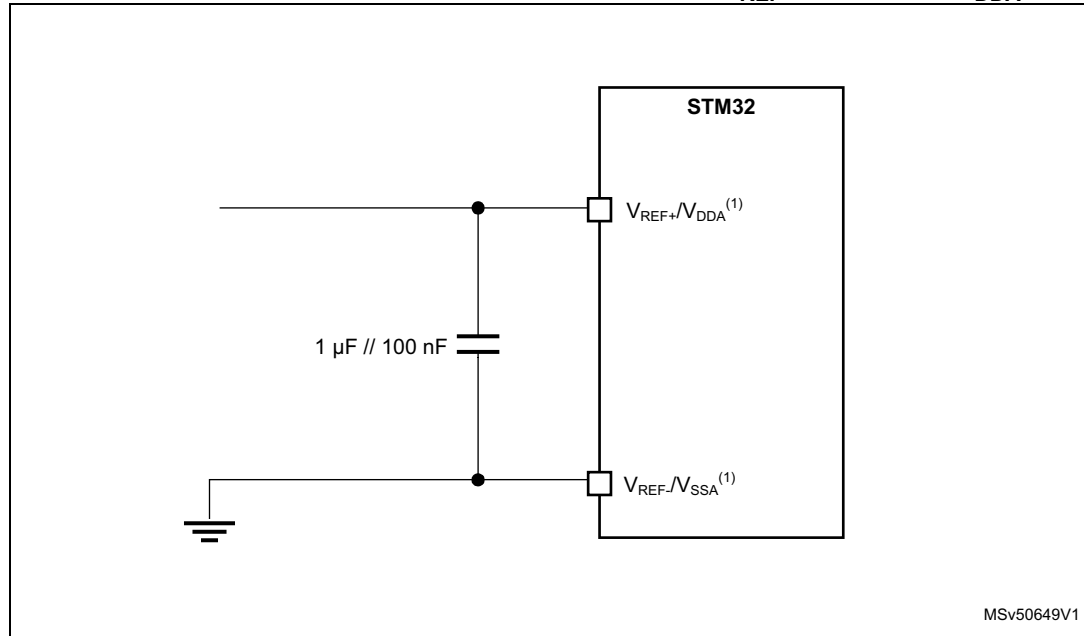 STM32
VREF+/VDDA(1)
1 µF // 100 nF
VREF-/VSSA(1)
MSv50649V1